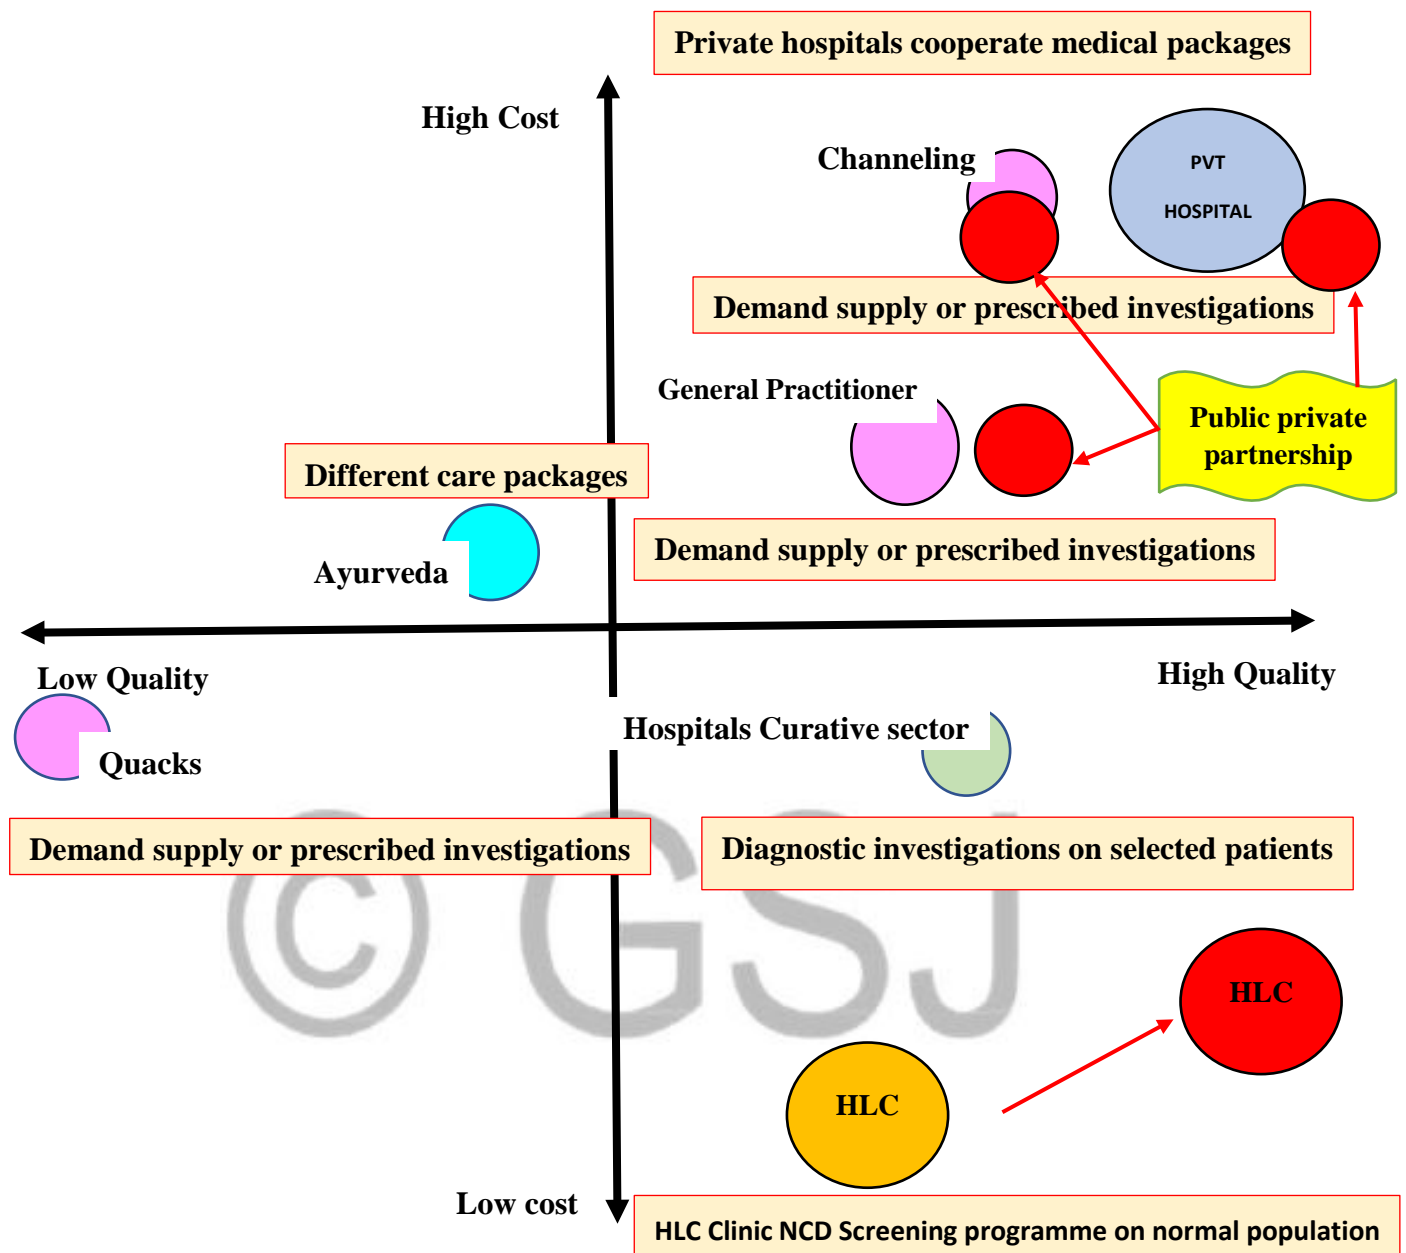 Private hospitals cooperate medical packages
High Cost
Channeling
PVT
HOSPITAL
Demand supply or prescribed investigations
General Practitioner
Public private
partnership
Different care packages
Demand supply or prescribed investigations
Ayurveda
Low Quality
High Quality
Quacks
Hospitals Curative sector
Demand supply or prescribed investigations
Diagnostic investigations on selected patients
© GSJ
HLC
HLC
Low cost
HLC Clinic NCD Screening programme on normal population